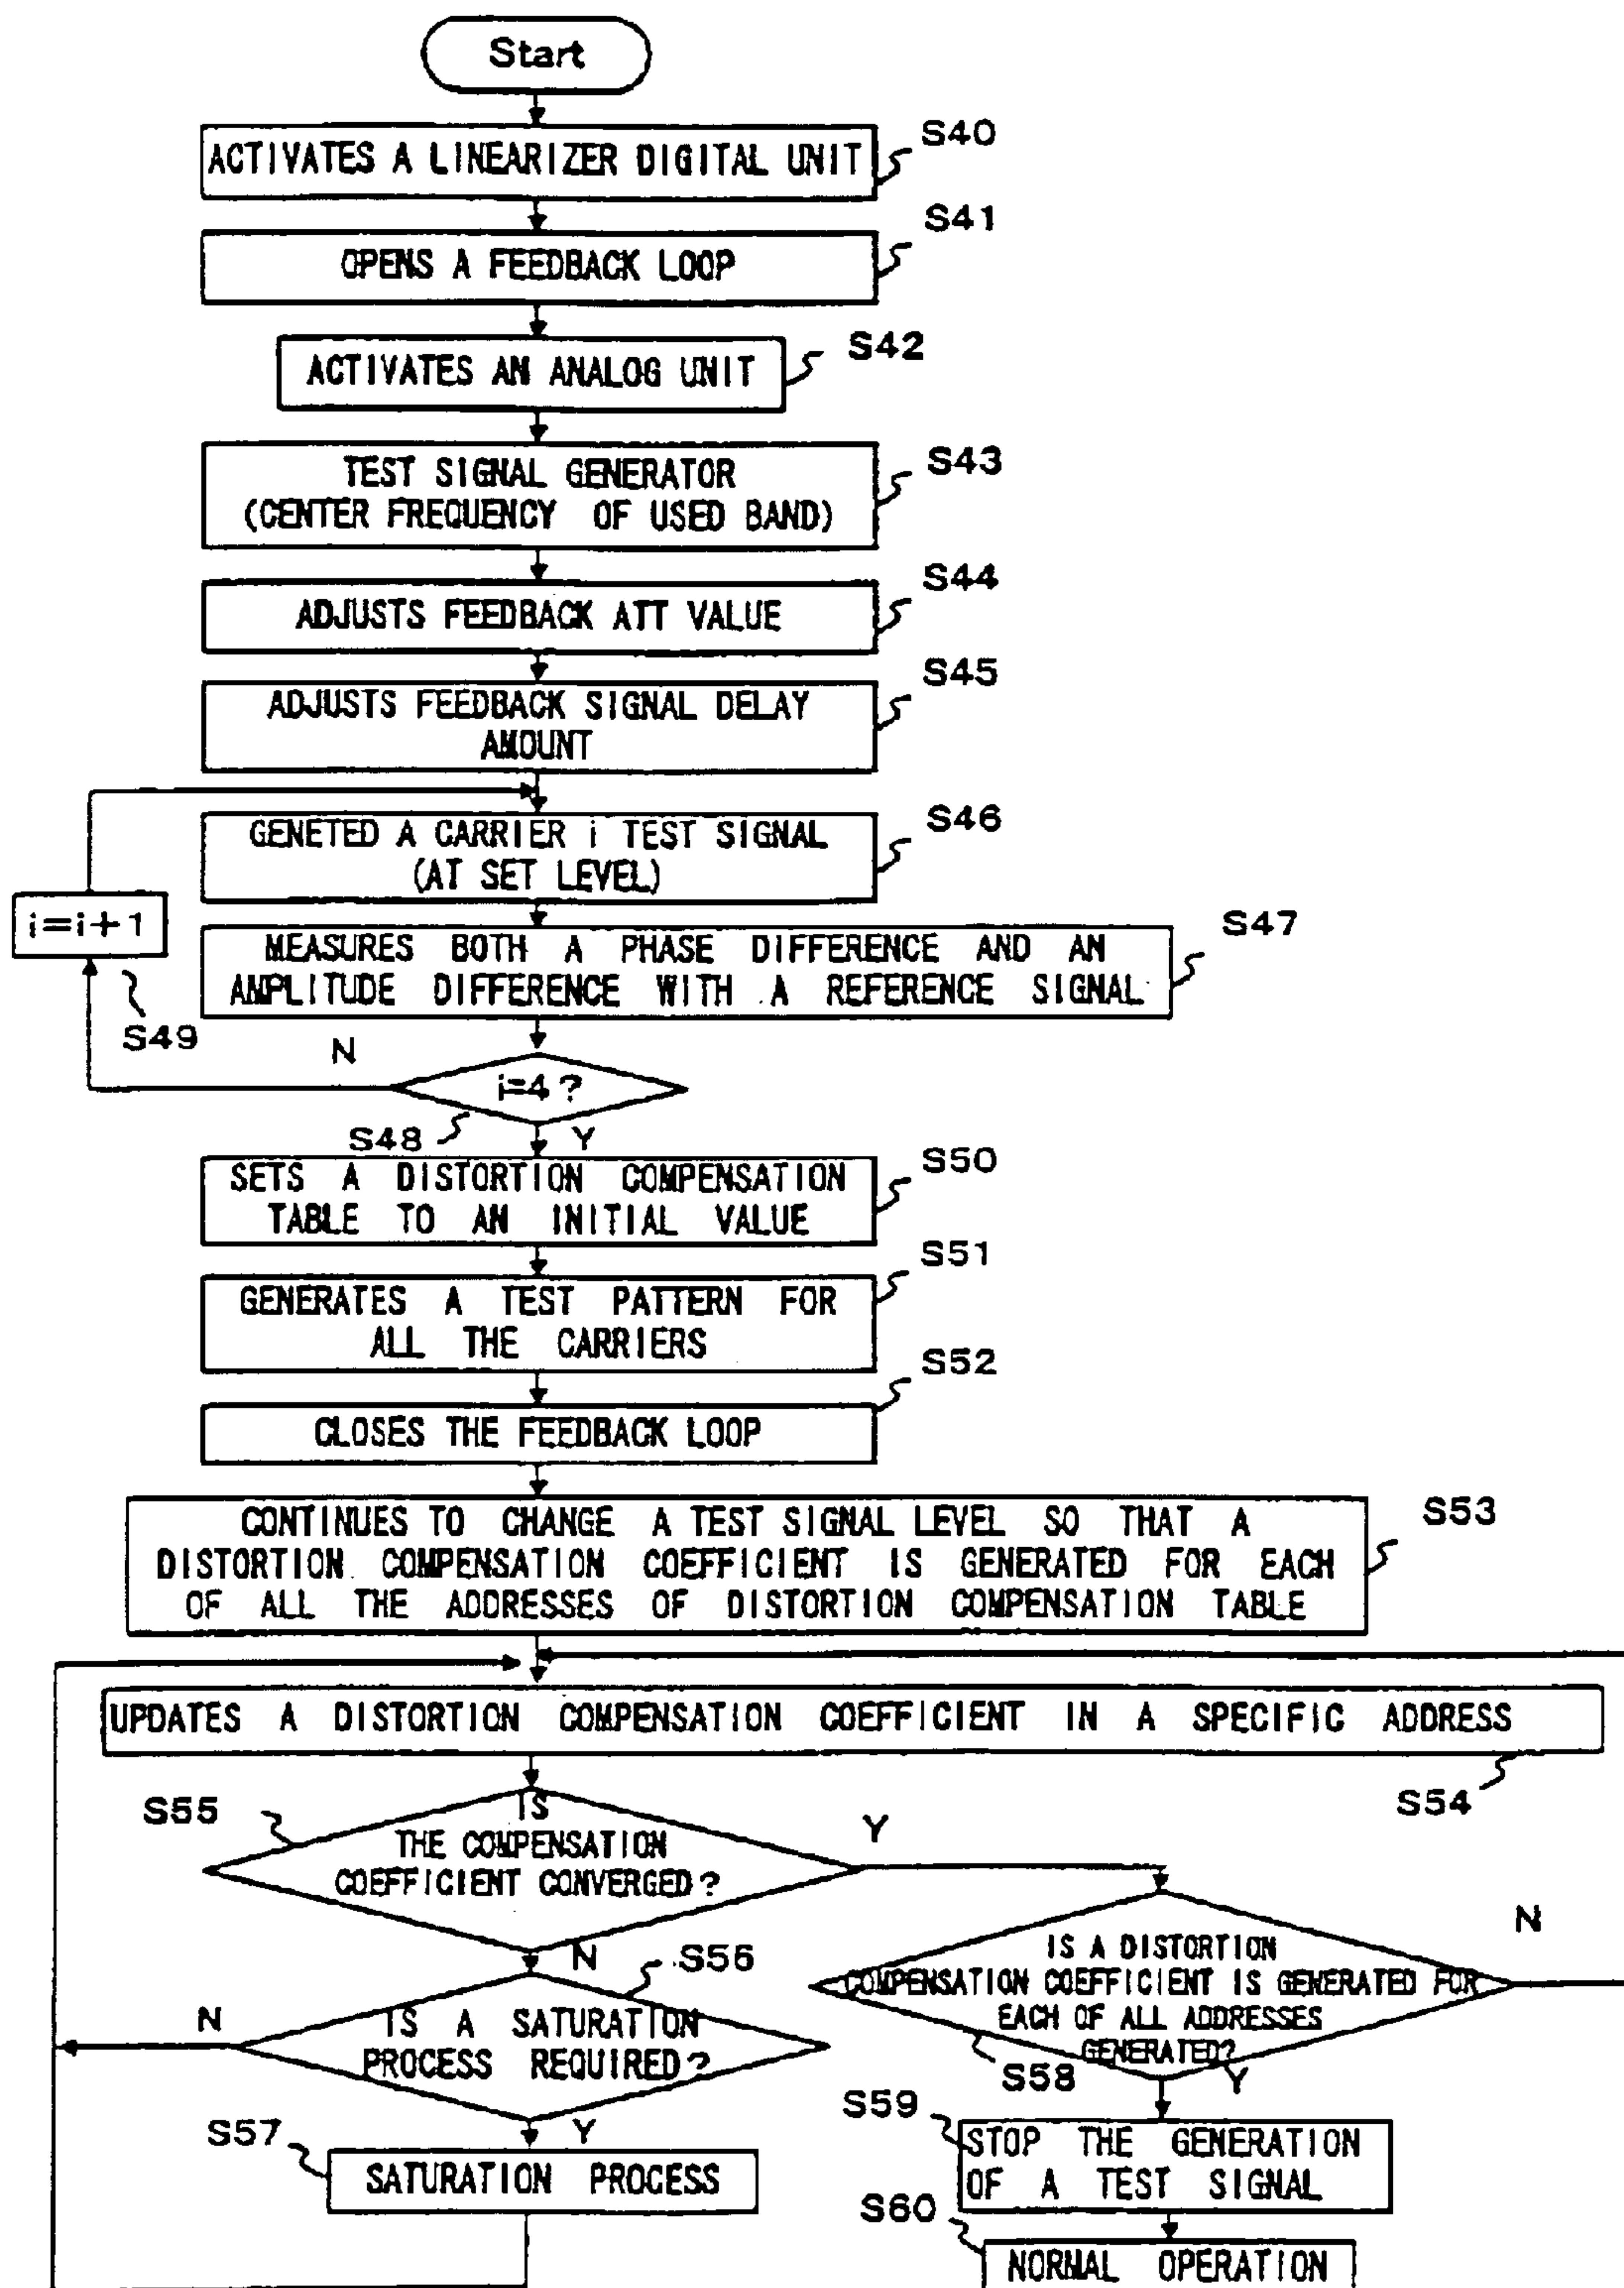 Start
ACTIVATES A LINEARIZER DIGITAL UNIT
S40
OPENS A FEEDBACK LOOP
S41
ACTIVATES AN ANALOG UNIT
S42
TEST SIGNAL GENERATOR
(CENTER FREQUENCY OF USED BAND)
S43
ADJUSTS FEEDBACK ATT VALUE
S44
ADJUSTS FEEDBACK SIGNAL DELAY
AMOUNT
S45
GENETED A CARRIER i TEST SIGNAL
(AT SET LEVEL)
S46
i=i+1
S49
MEASURES BOTH A PHASE DIFFERENCE AND AN
AMPLITUDE DIFFERENCE WITH A REFERENCE SIGNAL
S47
N
i=4?
S48
Y
SETS A DISTORTION COMPENSATION
TABLE TO AN INITIAL VALUE
S50
GENERATES A TEST PATTERN FOR
ALL THE CARRIERS
S51
CLOSES THE FEEDBACK LOOP
S52
CONTINUES TO CHANGE A TEST SIGNAL LEVEL SO THAT A
DISTORTION COMPENSATION COEFFICIENT IS GENERATED FOR EACH
OF ALL THE ADDRESSES OF DISTORTION COMPENSATION TABLE
S53
UPDATES A DISTORTION COMPENSATION COEFFICIENT IN A SPECIFIC ADDRESS
S54
S55
IS
THE COMPENSATION
COEFFICIENT CONVERGED?
Y
N
S56
IS A SATURATION
PROCESS REQUIRED?
N
Y
S57
SATURATION PROCESS
IS A DISTORTION
COMPENSATION COEFFICIENT IS GENERATED FOR
EACH OF ALL ADDRESSES
GENERATED?
N
S58
Y
S59
STOP THE GENERATION
OF A TEST SIGNAL
S60
NORMAL OPERATION